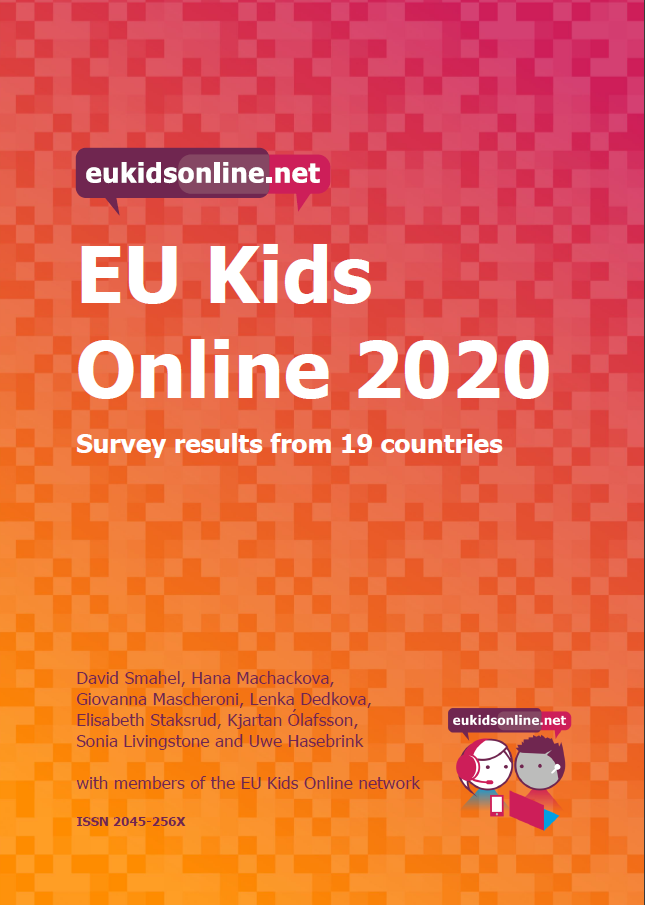 eukidsonline.net
EU Kids
Online 2020
Survey results from 19 countries
David Smahel, Hana Machackova,
Giovanna Mascheroni, Lenka Dedkova,
Elisabeth Staksrud, Kjartan Ólafsson,
Sonia Livingstone and Uwe Hasebrink
with members of the EU Kids Online network
ISSN 2045-256X
eukidsonline.net